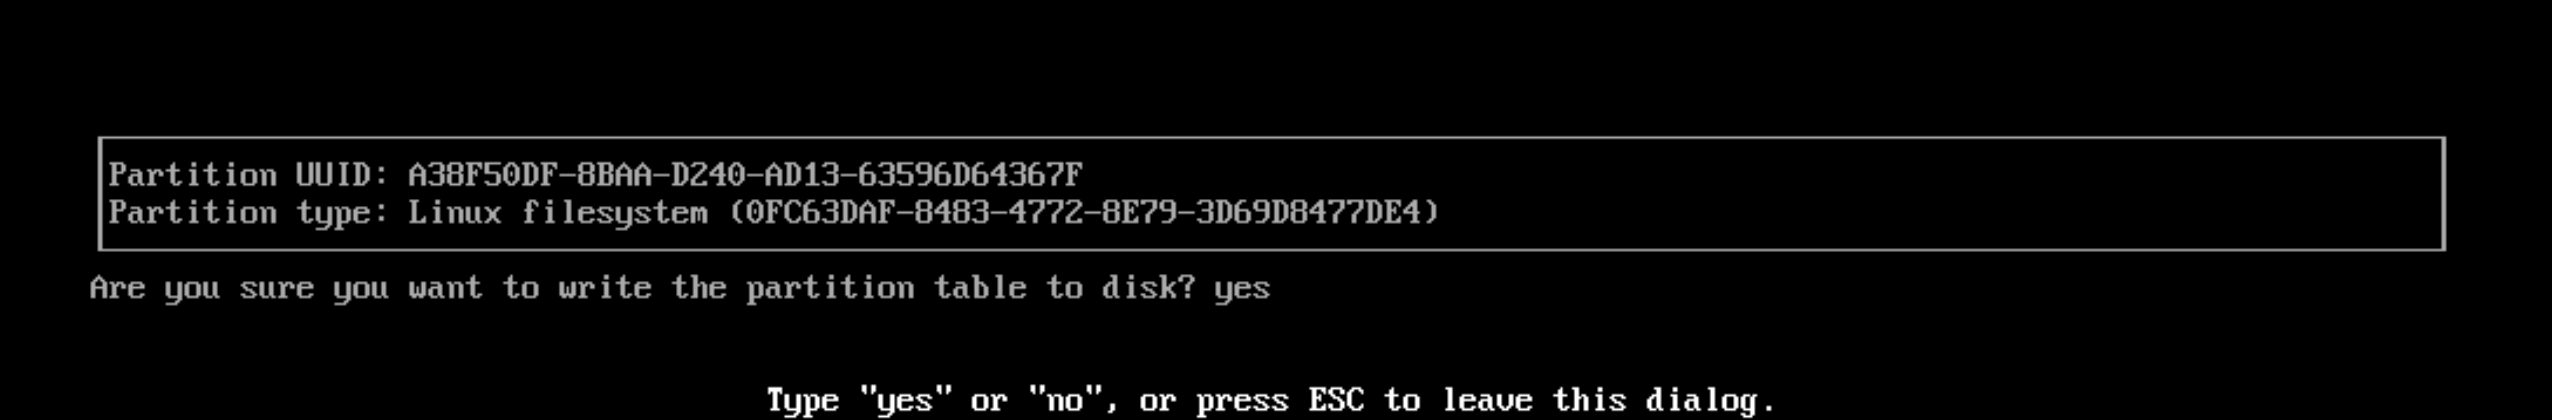 Partition UUID: A38F50DF-8BAA-D240-AD13-63596D64367F
Partition type: Linux filesystem (0FC63DAF-8483-4772-8E79-3D69D8477DE4)
Are you sure you want to write the partition table to disk? yes
Type "yes" or "no", or press ESC to leave this dialog.